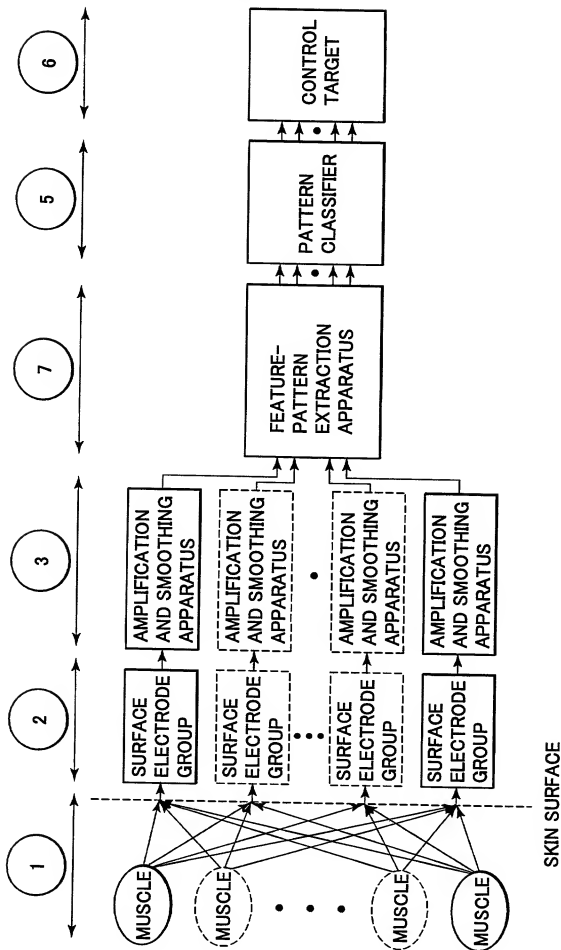 1
2
3
7
5
6
MUSCLE
MUSCLE
MUSCLE
MUSCLE
SKIN SURFACE
SURFACE
ELECTRODE
GROUP
SURFACE
ELECTRODE
GROUP
SURFACE
ELECTRODE
GROUP
SURFACE
ELECTRODE
GROUP
AMPLIFICATION
AND SMOOTHING
APPARATUS
AMPLIFICATION
AND SMOOTHING
APPARATUS
AMPLIFICATION
AND SMOOTHING
APPARATUS
AMPLIFICATION
AND SMOOTHING
APPARATUS
FEATURE-
PATTERN
EXTRACTION
APPARATUS
PATTERN
CLASSIFIER
CONTROL
TARGET